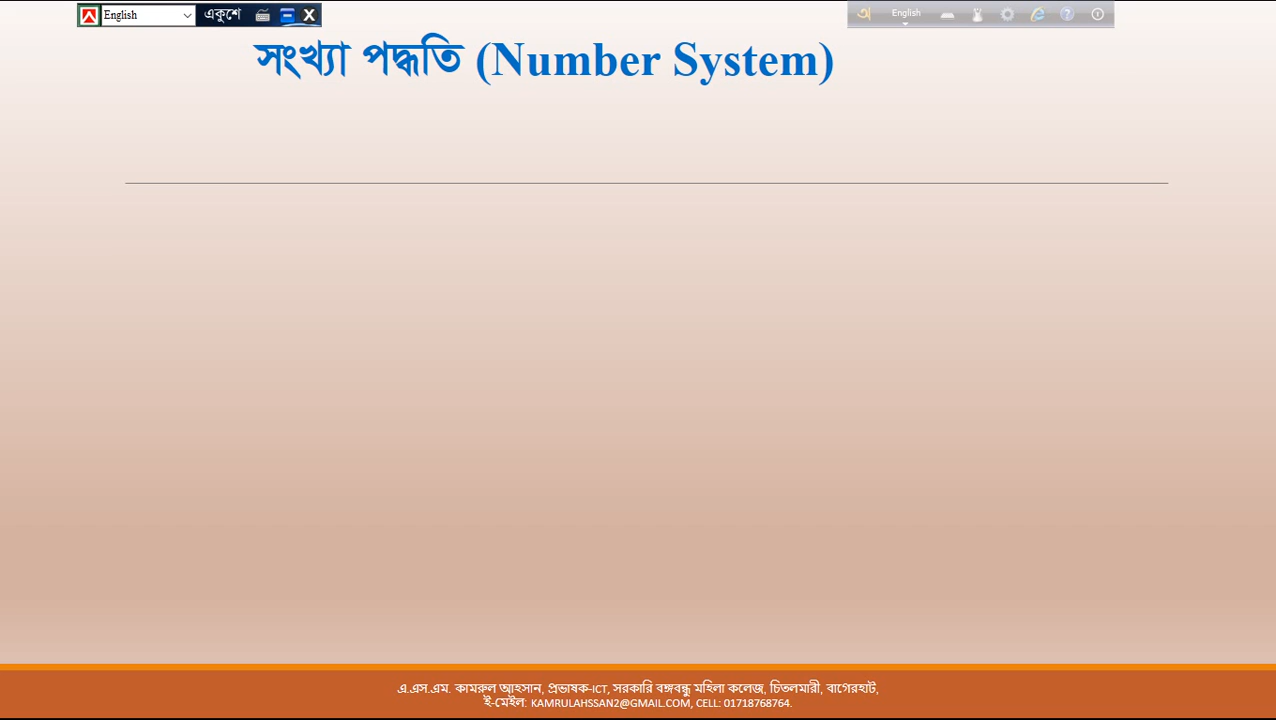 English একুশে X English
সংখ্যা পদ্ধতি (Number System)
এ.এস.এম. কামরুল আহসান, প্রভাষক-ICT, সরকারি বঙ্গবন্ধু মহিলা কলেজ, চিতলমারী, বাগেরহাট,
ই-মেইল: KAMRULAHSSAN2@GMAIL.COM, CELL: 01718768764.